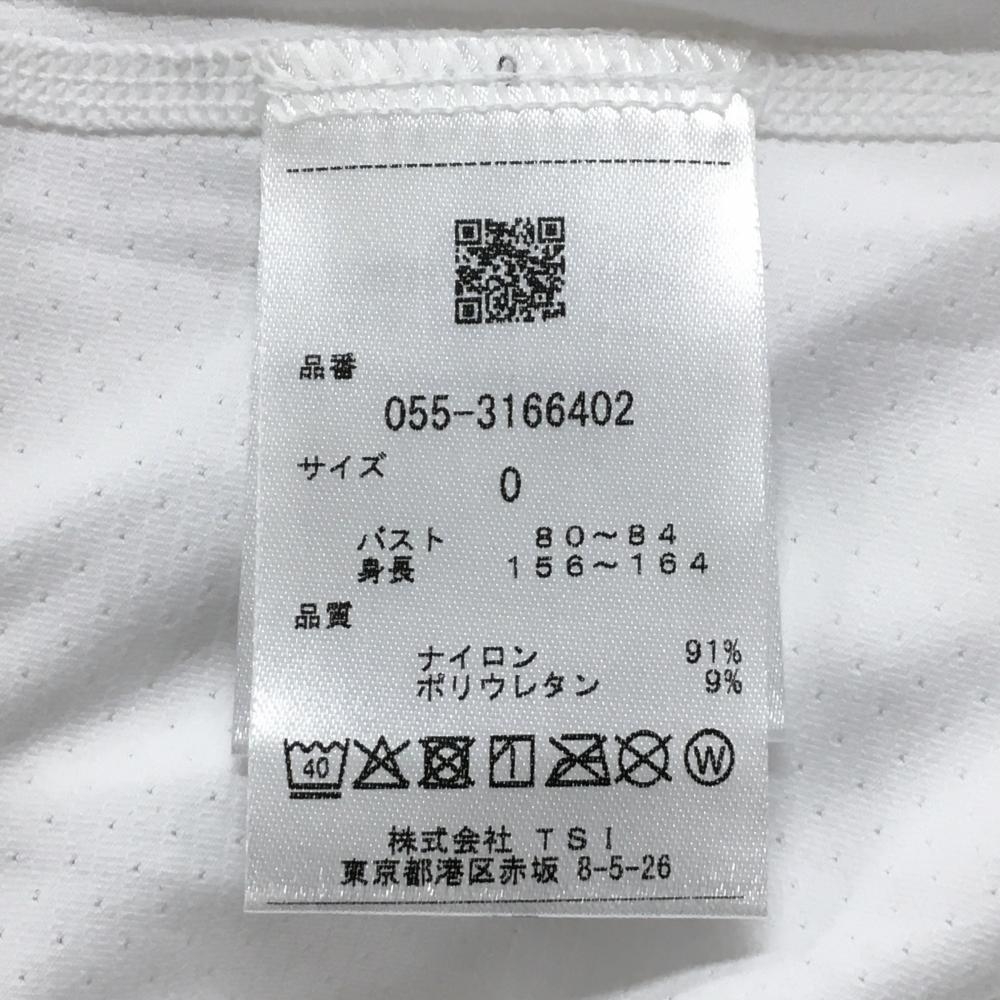 品番
055-3166402
サイズ
0
バスト 80～84
身長 156～164
品質
ナイロン 91%
ポリウレタン 9%
40 W
株式会社 TSI
東京都港区赤坂 8-5-26